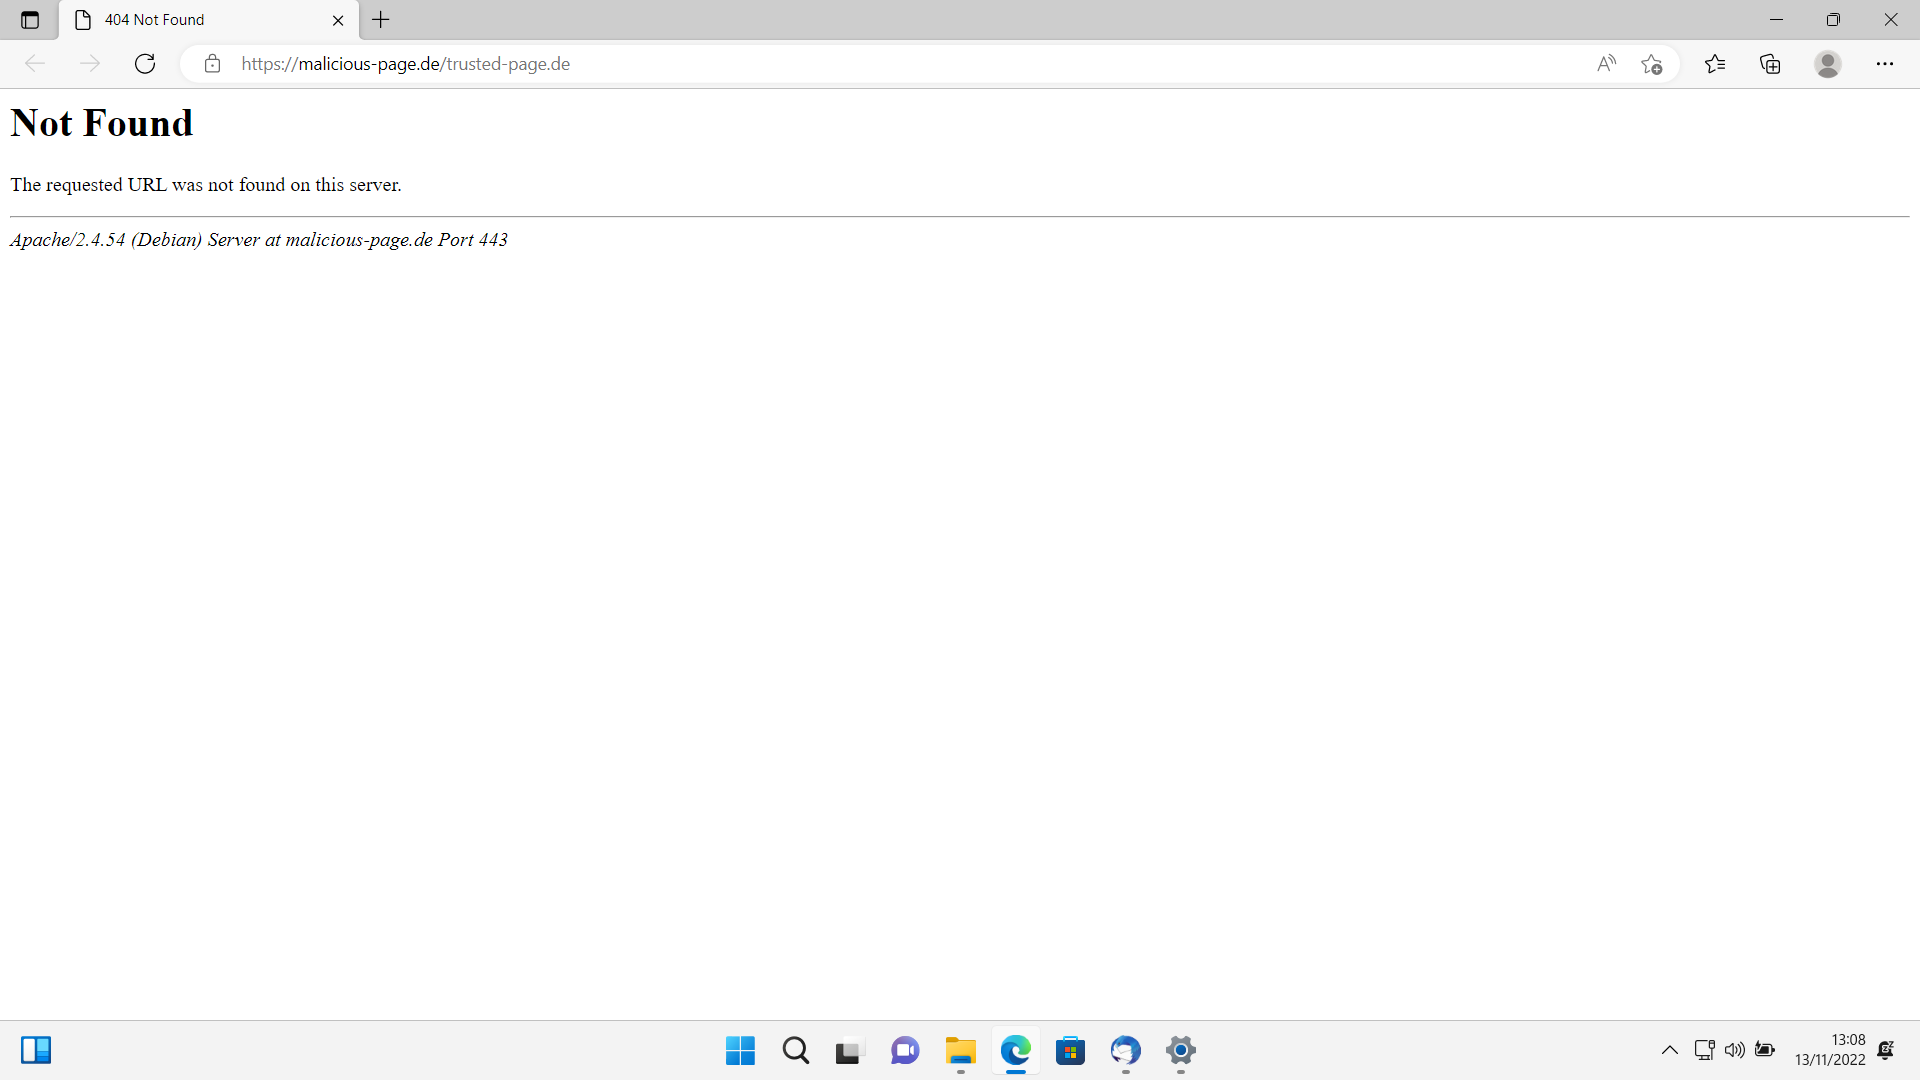 404 Not Found
https://malicious-page.de/trusted-page.de
Not Found
The requested URL was not found on this server.
Apache/2.4.54 (Debian) Server at malicious-page.de Port 443
13:08
13/11/2022